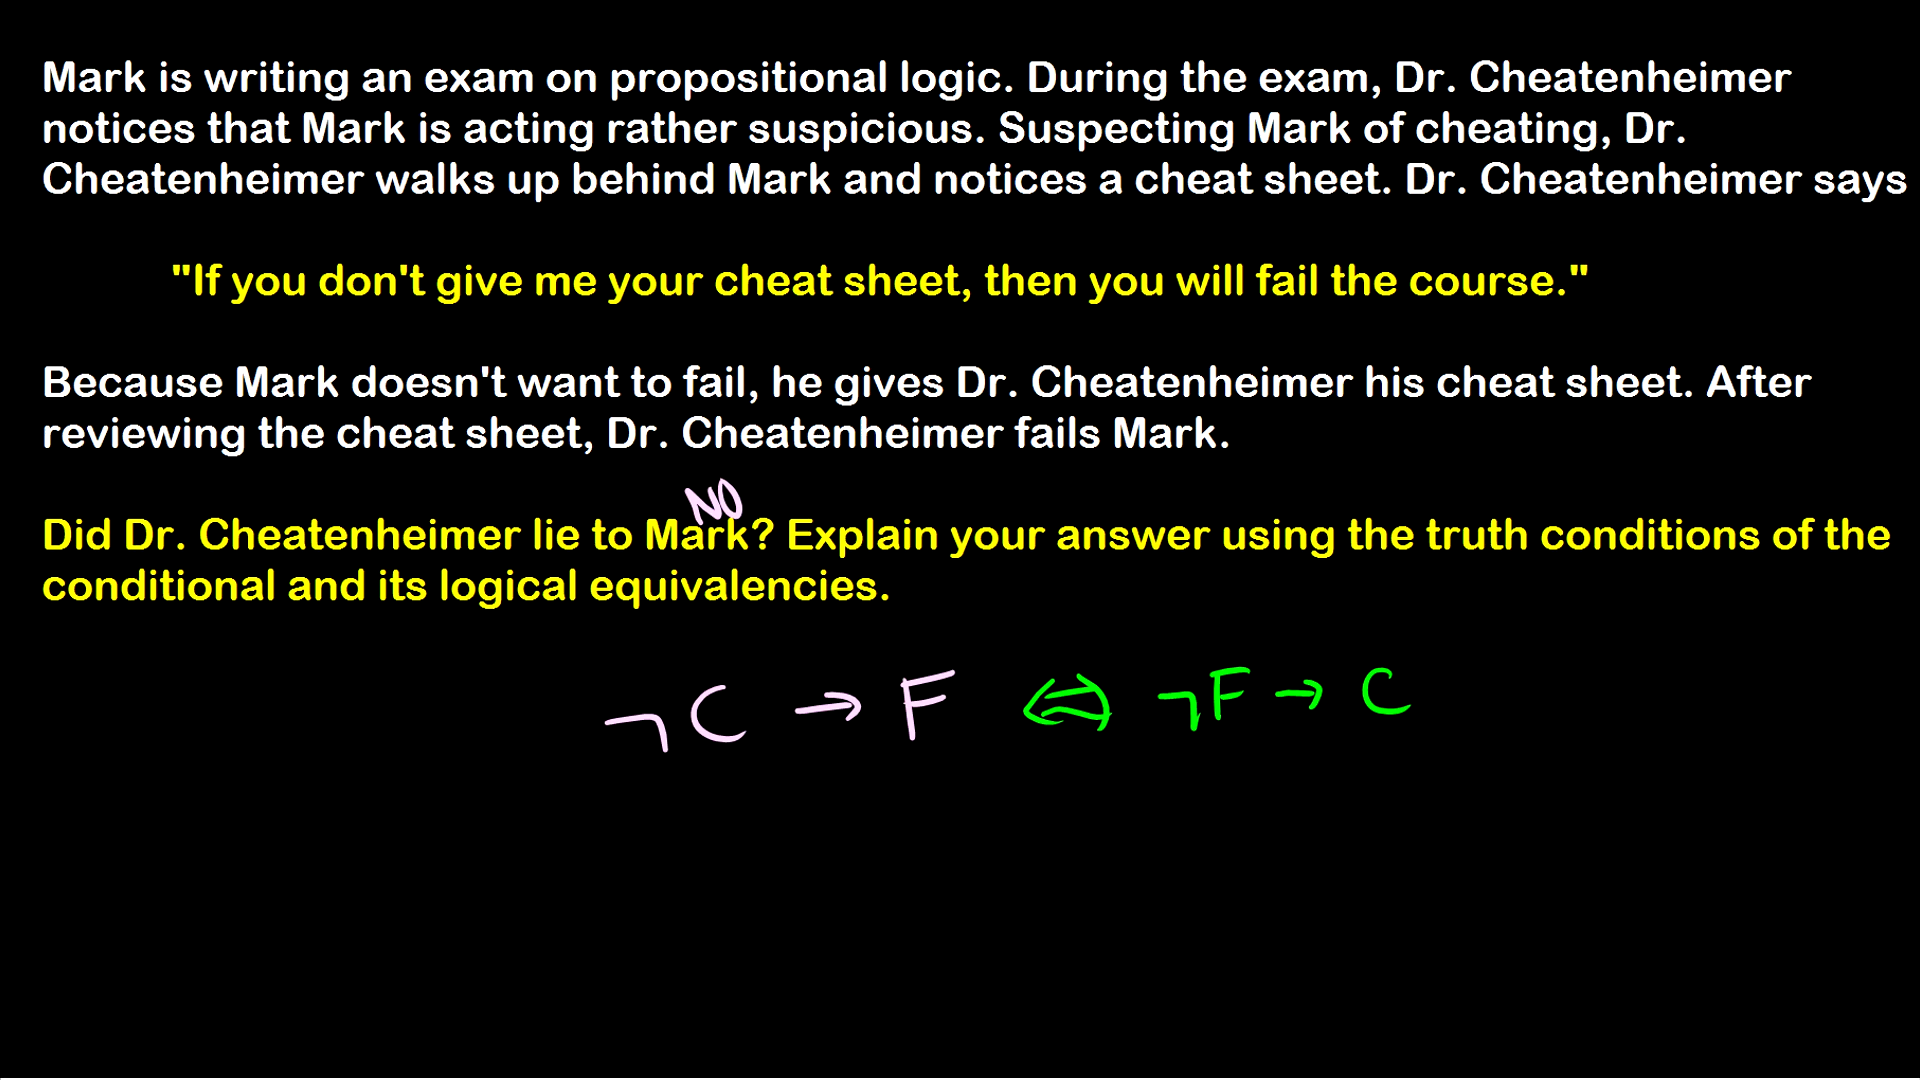 Mark is writing an exam on propositional logic. During the exam, Dr. Cheatenheimer
notices that Mark is acting rather suspicious. Suspecting Mark of cheating, Dr.
Cheatenheimer walks up behind Mark and notices a cheat sheet. Dr. Cheatenheimer says
"If you don't give me your cheat sheet, then you will fail the course."
Because Mark doesn't want to fail, he gives Dr. Cheatenheimer his cheat sheet. After
reviewing the cheat sheet, Dr. Cheatenheimer fails Mark.
NO
Did Dr. Cheatenheimer lie to Mark? Explain your answer using the truth conditions of the
conditional and its logical equivalencies.
¬C → F ⇔ ¬F → C